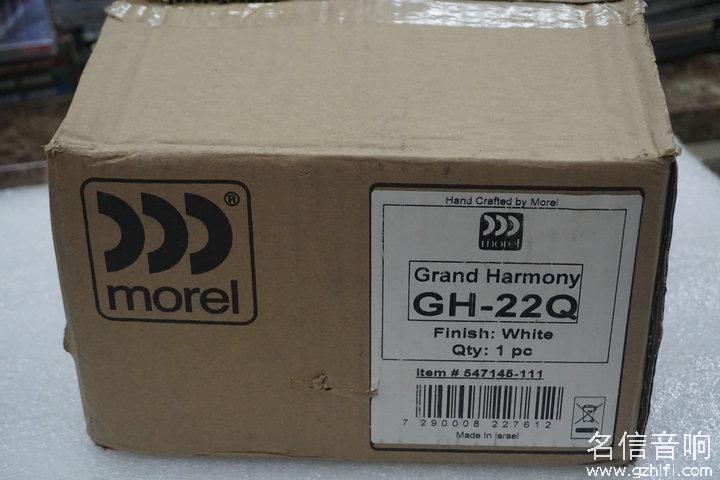 morel®
Hand Crafted by Morel
morel
Grand Harmony
GH-22Q
Finish: White
Qty: 1 pc
Item # 547145-111
7 290008 227612
Made In Israel
名信音响
www.gzhifi.com